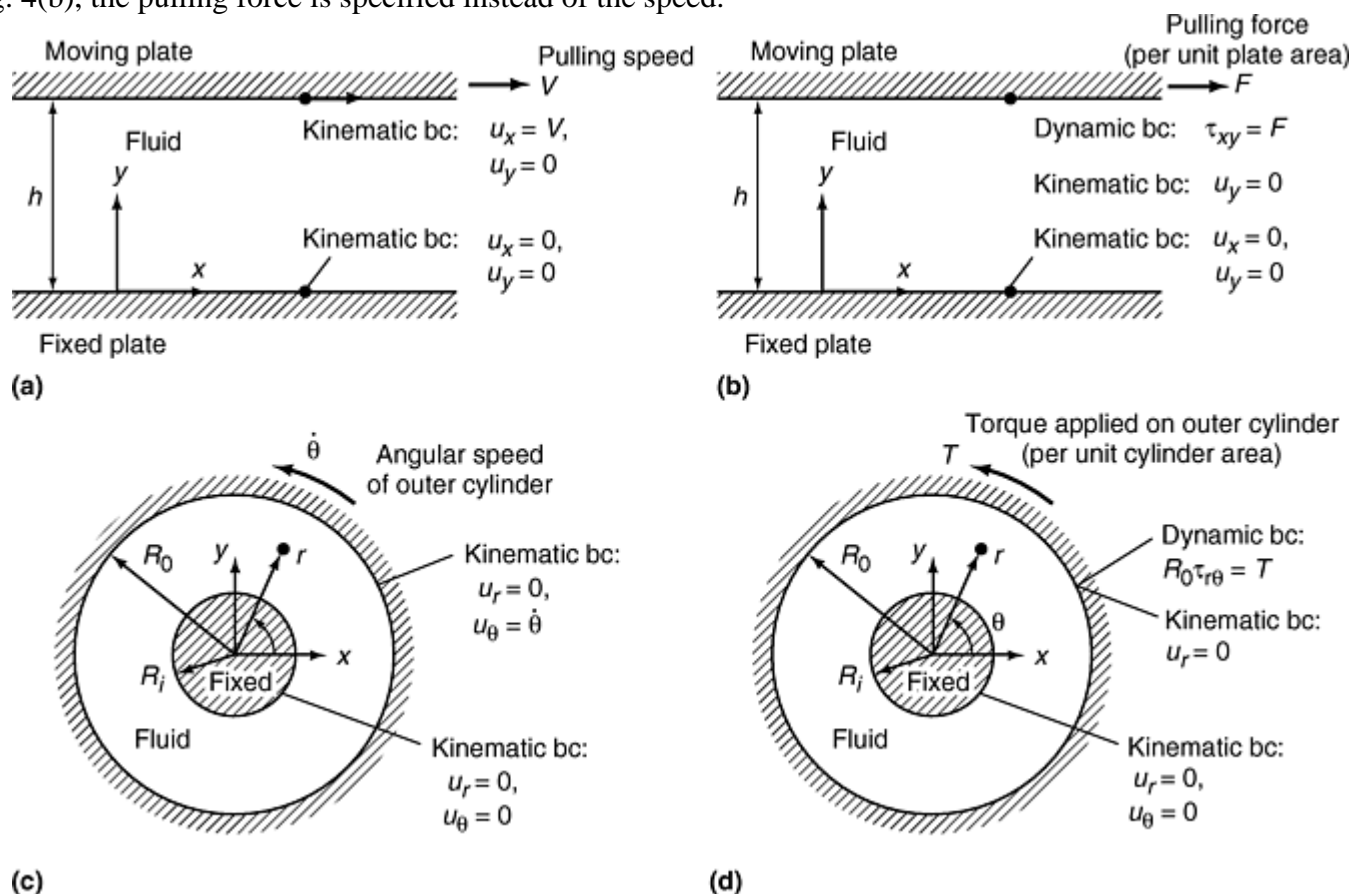 g. 4(b), the pulling force is specified instead of the speed.
Moving plate
Pulling speed
V
Kinematic bc: u_x = V,
u_y = 0
Fluid
y
h
Kinematic bc: u_x = 0,
u_y = 0
x
Fixed plate
(a)
Pulling force
(per unit plate area)
Moving plate
F
Dynamic bc: τ_xy = F
Fluid
y
Kinematic bc: u_y = 0
h
Kinematic bc: u_x = 0,
u_y = 0
x
Fixed plate
(b)
θ̇
Angular speed
of outer cylinder
Kinematic bc:
u_r = 0,
u_θ = θ̇
R_0
y
r
θ
x
R_i
Fixed
Fluid
Kinematic bc:
u_r = 0,
u_θ = 0
(c)
Torque applied on outer cylinder
T (per unit cylinder area)
Dynamic bc:
R_0τ_rθ = T
Kinematic bc:
u_r = 0
R_0
y
r
θ
x
R_i
Fixed
Fluid
Kinematic bc:
u_r = 0,
u_θ = 0
(d)